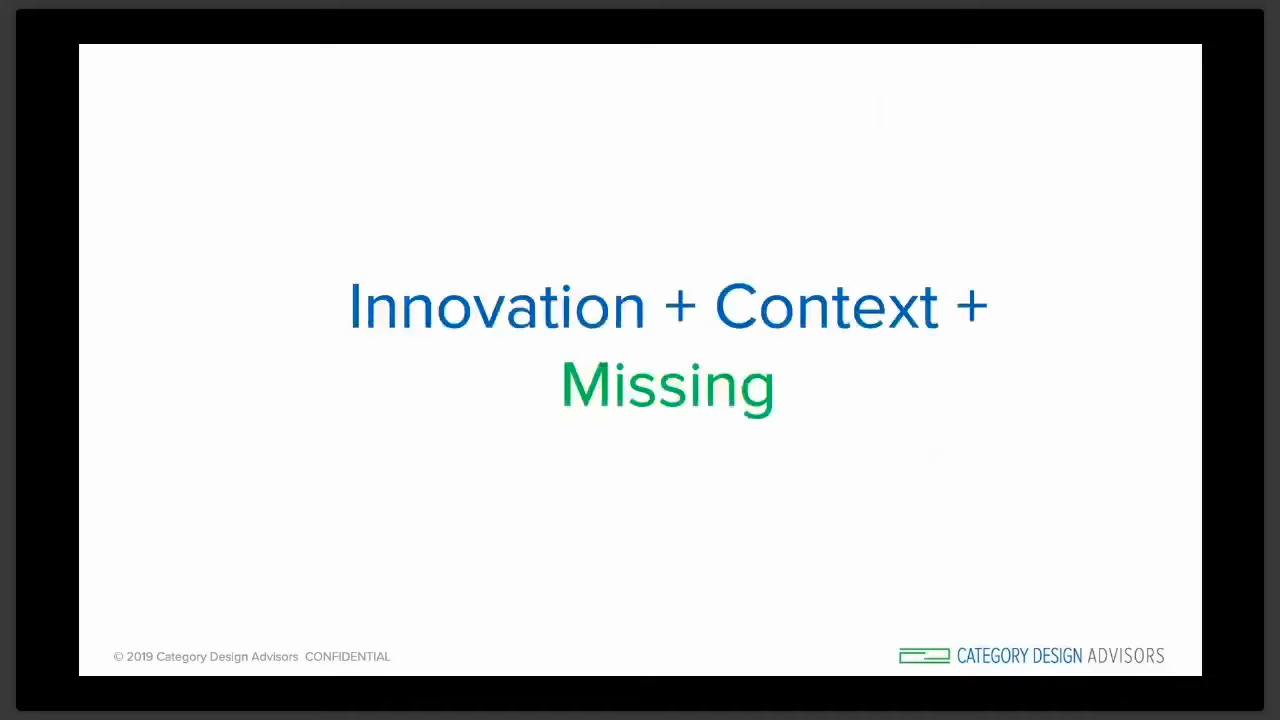 Innovation + Context +
Missing
© 2019 Category Design Advisors CONFIDENTIAL
CATEGORY DESIGN ADVISORS